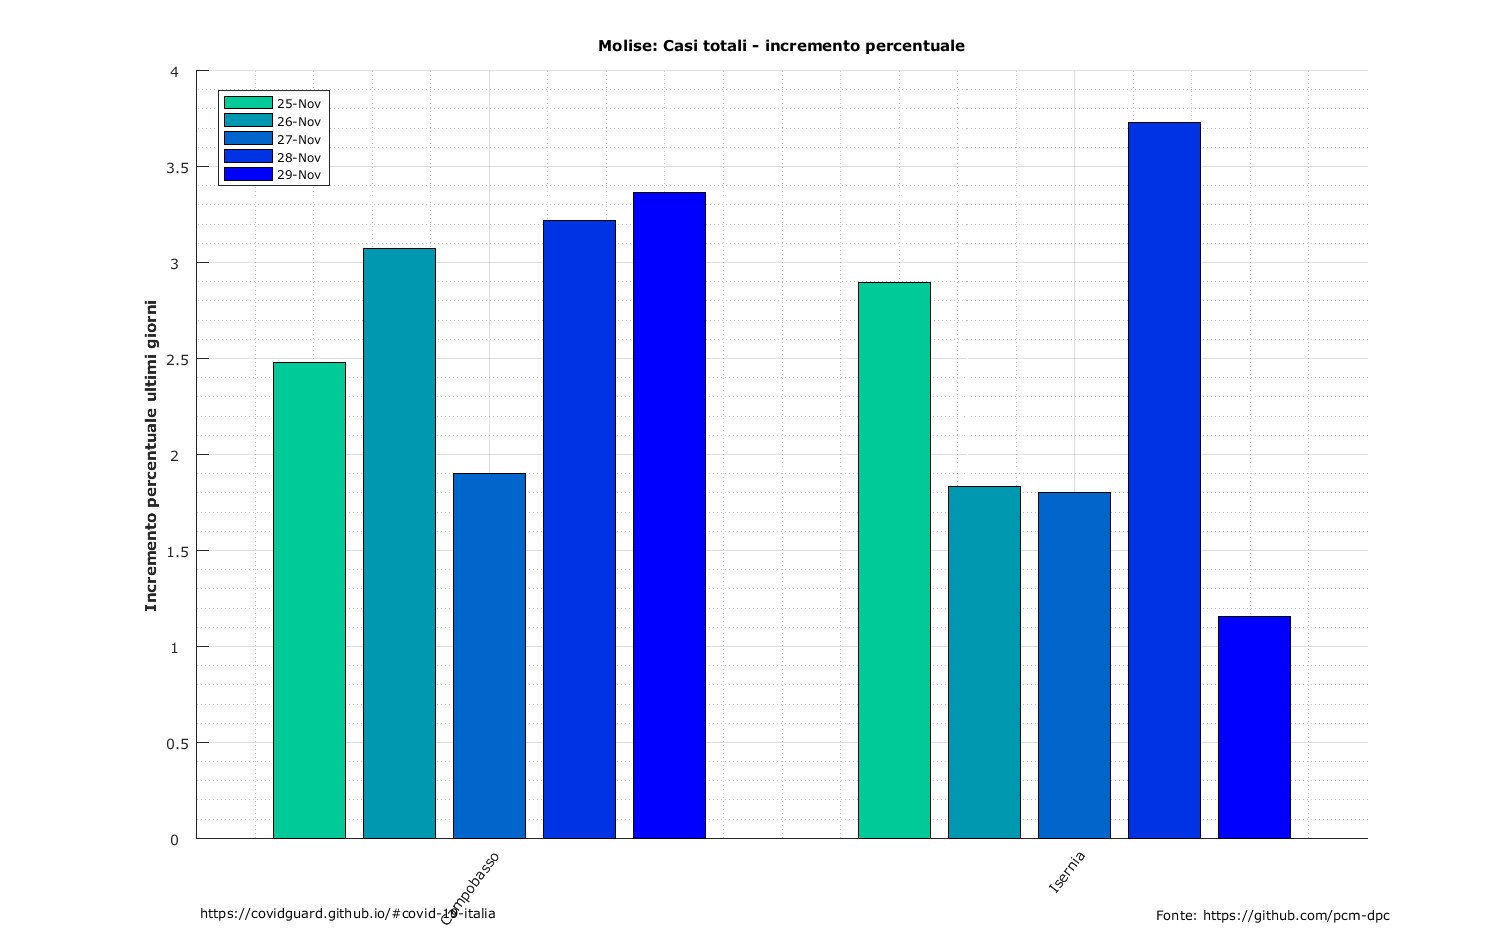 Molise: Casi totali - incremento percentuale
4
3.5
3
2.5
2
1.5
1
0.5
0
Incremento percentuale ultimi giorni
25-Nov
26-Nov
27-Nov
28-Nov
29-Nov
Campobasso
Isernia
https://covidguard.github.io/#covid-19-italia
Fonte: https://github.com/pcm-dpc